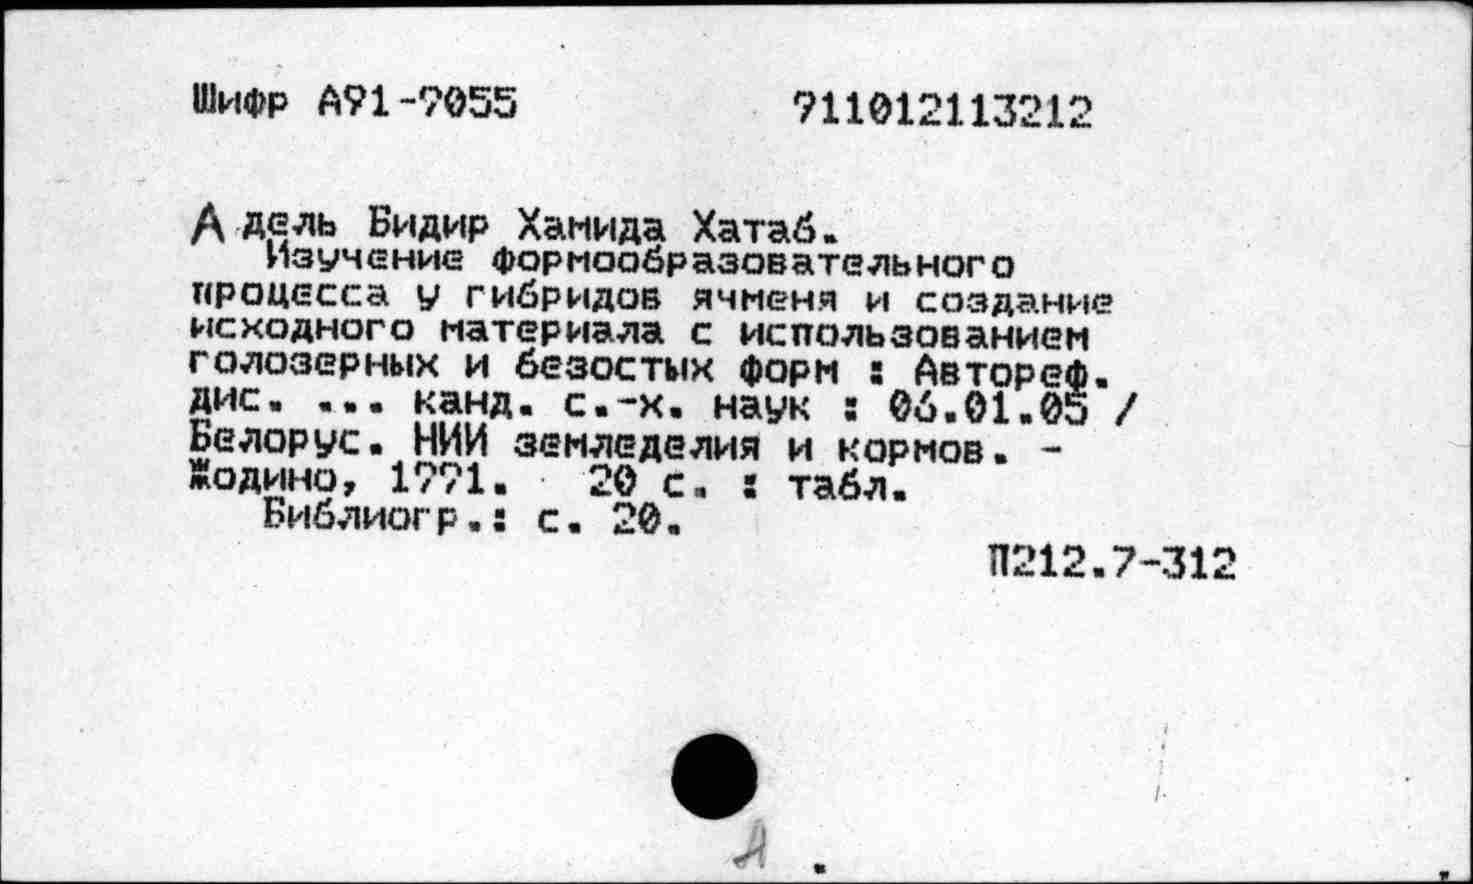 Шифр А91-9055 911012113212
Адель Бидир Хамида Хатаб.
Изучение формообразовательного
процесса у гибридов ячменя и создание
исходного материала с использованием
голозерных и безостых форм : Автореф.
дис. ... канд. с.-х. наук : 06.01.05 /
Белорус. НИИ земледелия и кормов. -
Жодино, 1991. 20 с. : табл.
Библиогр.: с. 20.
П212.7-312
А